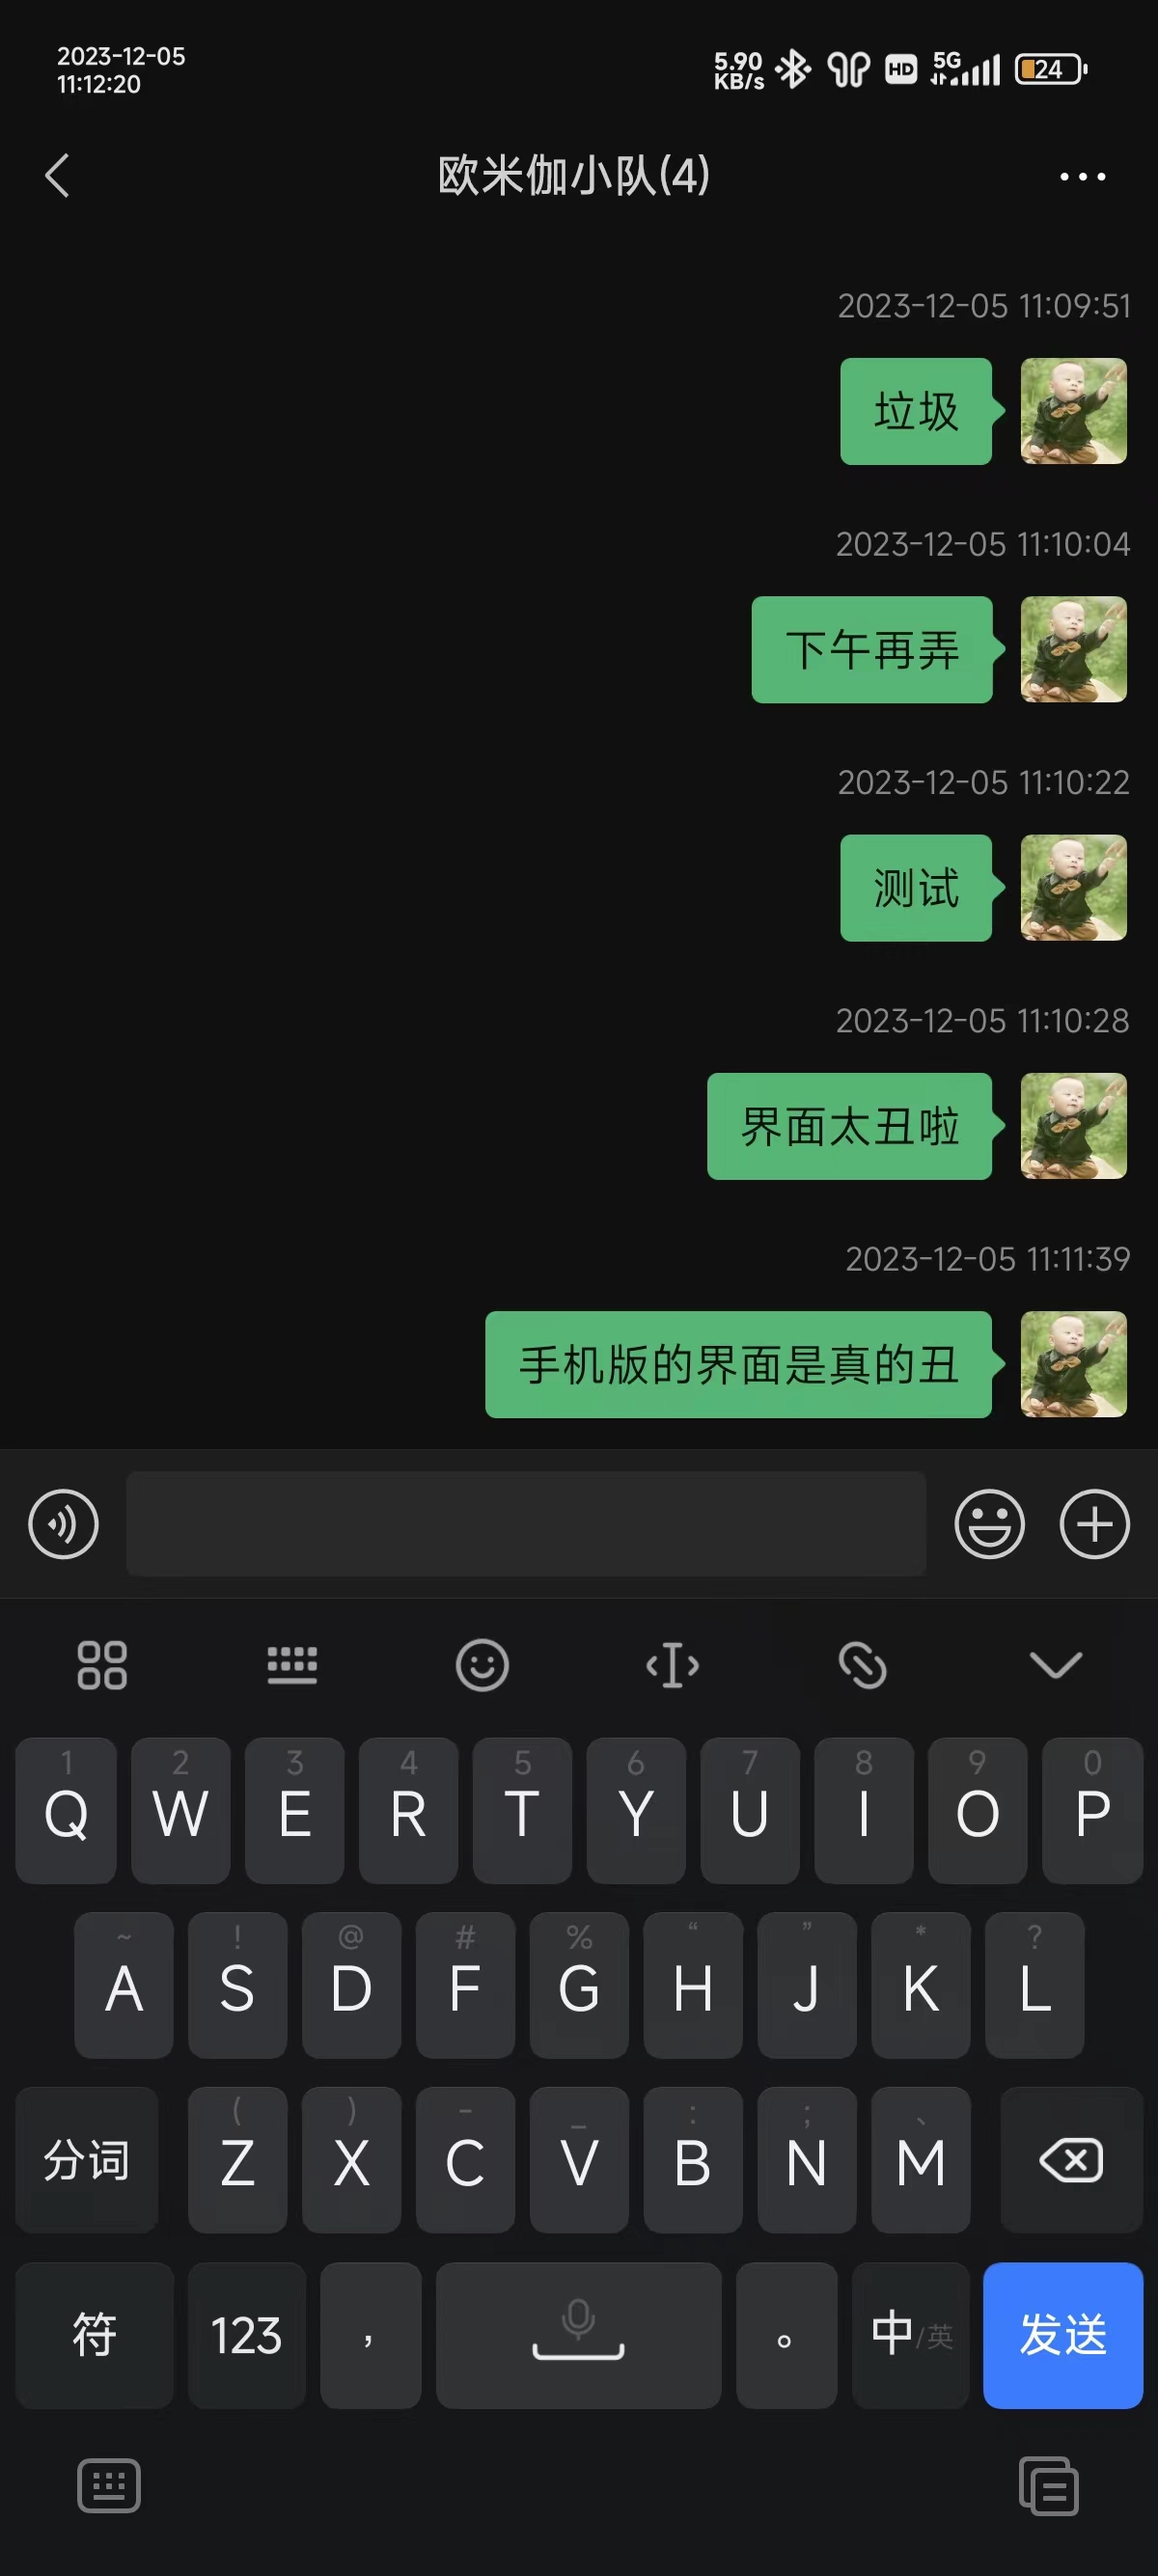 2023-12-05
11:12:20
5.90
KB/s
HD
5G
24
欧米伽小队(4)
2023-12-05 11:09:51
垃圾
2023-12-05 11:10:04
下午再弄
2023-12-05 11:10:22
测试
2023-12-05 11:10:28
界面太丑啦
2023-12-05 11:11:39
手机版的界面是真的丑
1 2 3 4 5 6 7 8 9 0
Q W E R T Y U I O P
~ ! @ # % “ ” * ?
A S D F G H J K L
( ) - _ : ; 、
分词 Z X C V B N M
符 123 ， 。 中/英 发送